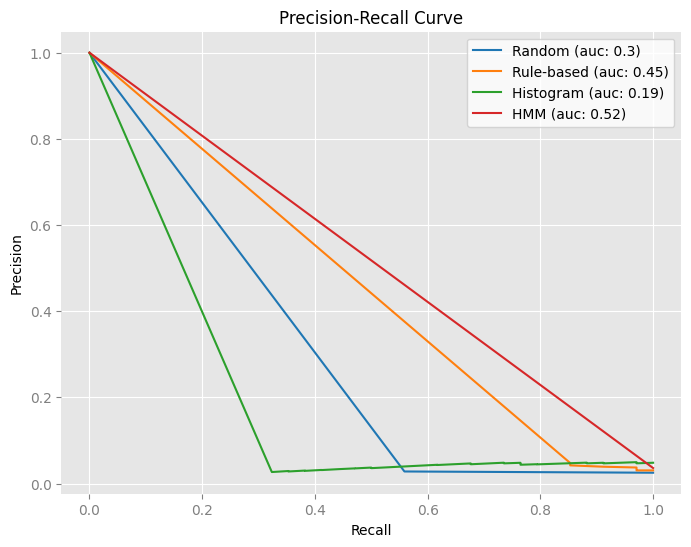 Precision-Recall Curve
Random (auc: 0.3)
Rule-based (auc: 0.45)
Histogram (auc: 0.19)
HMM (auc: 0.52)
Precision
1.0
0.8
0.6
0.4
0.2
0.0
0.0 0.2 0.4 0.6 0.8 1.0
Recall